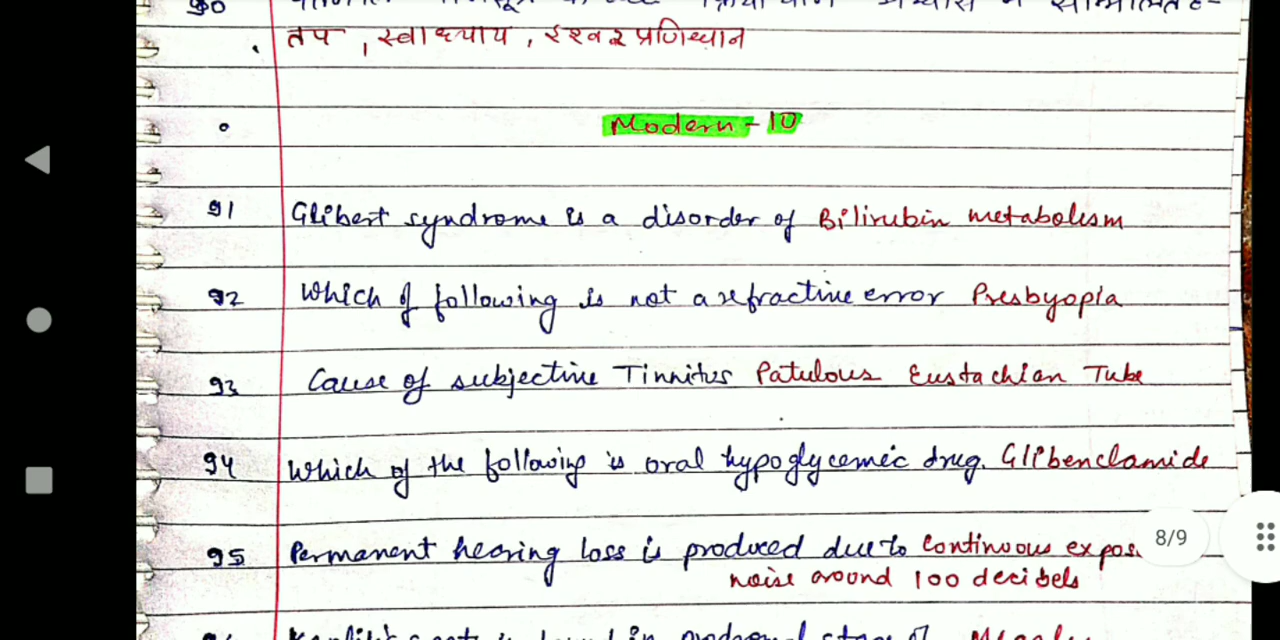 90
तप, स्वाध्याय, ईश्वर प्रणिधान
Modern - 10
91 Glibert syndrome is a disorder of Bilirubin metabolism
92 Which of following is not a refractive error Presbyopia
93 Cause of subjective Tinnitus Patulous Eustachian Tube
94 Which of the following is oral hypoglycemic drug. Glibenclamide
95 Permanent hearing loss is produced due to continuous expos
noise around 100 decibels
8/9